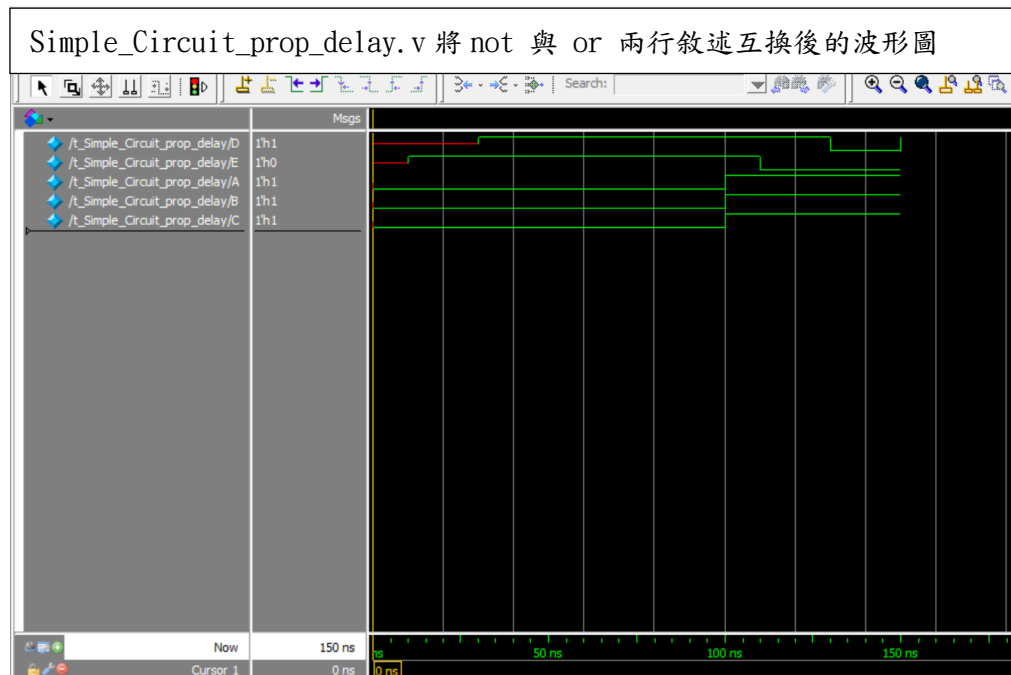 Simple_Circuit_prop_delay.v 將 not 與 or 兩行敘述互換後的波形圖
Search:
Msgs
/t_Simple_Circuit_prop_delay/D 1'h1
/t_Simple_Circuit_prop_delay/E 1'h0
/t_Simple_Circuit_prop_delay/A 1'h1
/t_Simple_Circuit_prop_delay/B 1'h1
/t_Simple_Circuit_prop_delay/C 1'h1
Now 150 ns ns 50 ns 100 ns 150 ns
Cursor 1 0 ns 0 ns